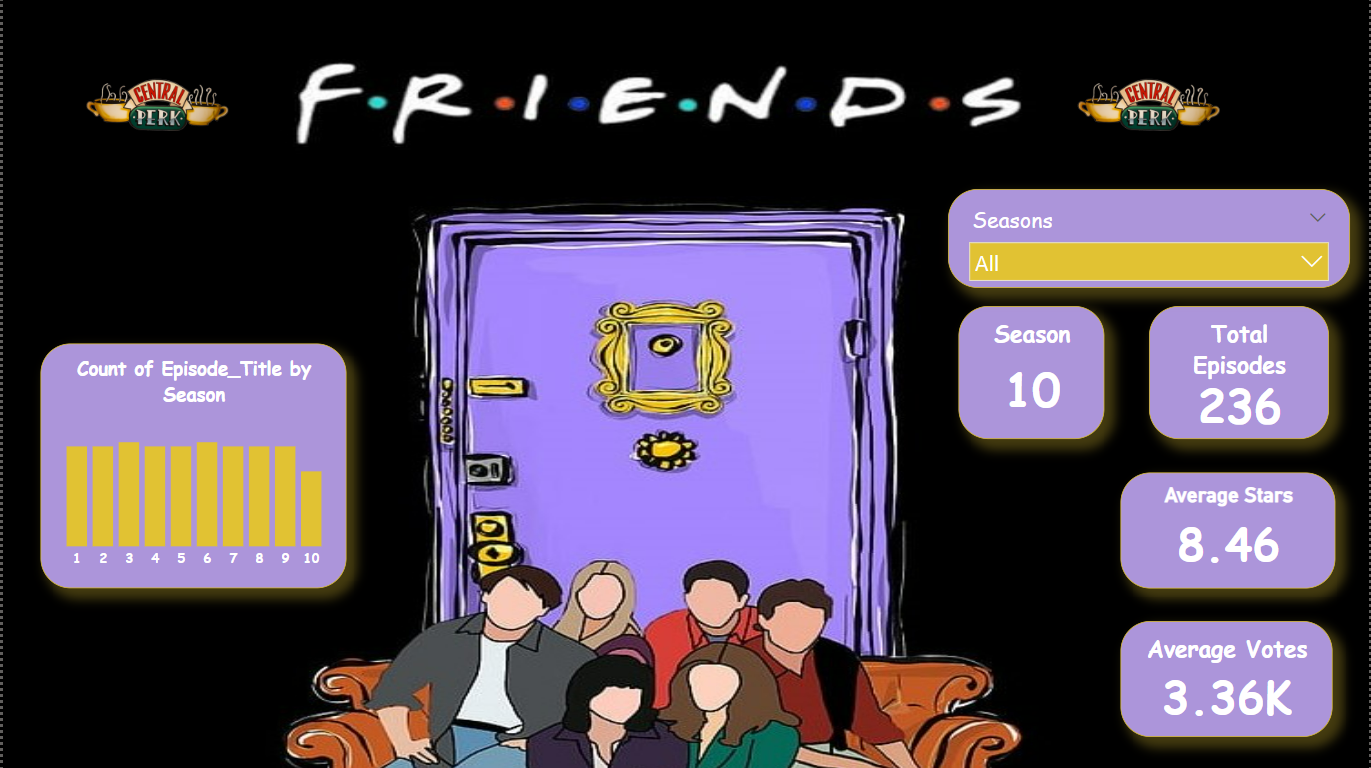 F·R·I·E·N·D·S
CENTRAL
PERK
CENTRAL
PERK
Seasons
All
Season
10
Total
Episodes
236
Count of Episode_Title by
Season
1 2 3 4 5 6 7 8 9 10
Average Stars
8.46
Average Votes
3.36K